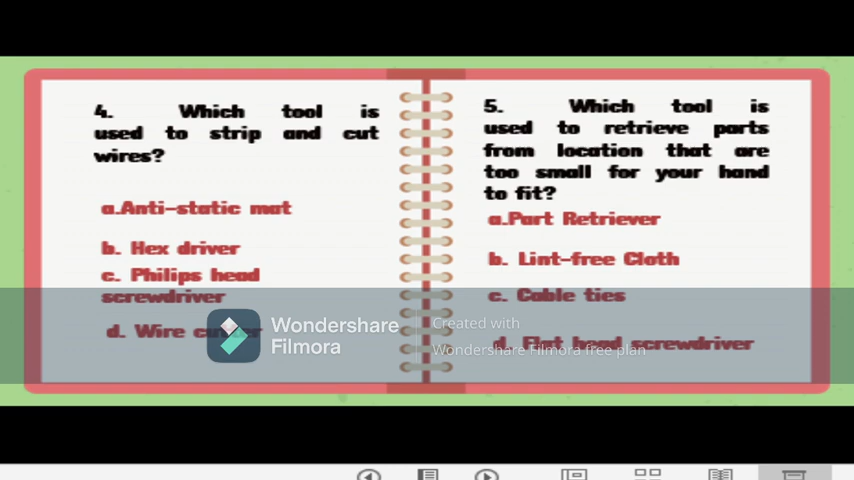 4. Which tool is
used to strip and cut
wires?
a.Anti-static mat
b. Hex driver
c. Philips head
screwdriver
d. Wire cutter
5. Which tool is
used to retrieve parts
from location that are
too small for your hand
to fit?
a.Part Retriever
b. Lint-free Cloth
c. Cable ties
d. Flat head screwdriver
Wondershare
Filmora
Created with
Wondershare Filmora free plan